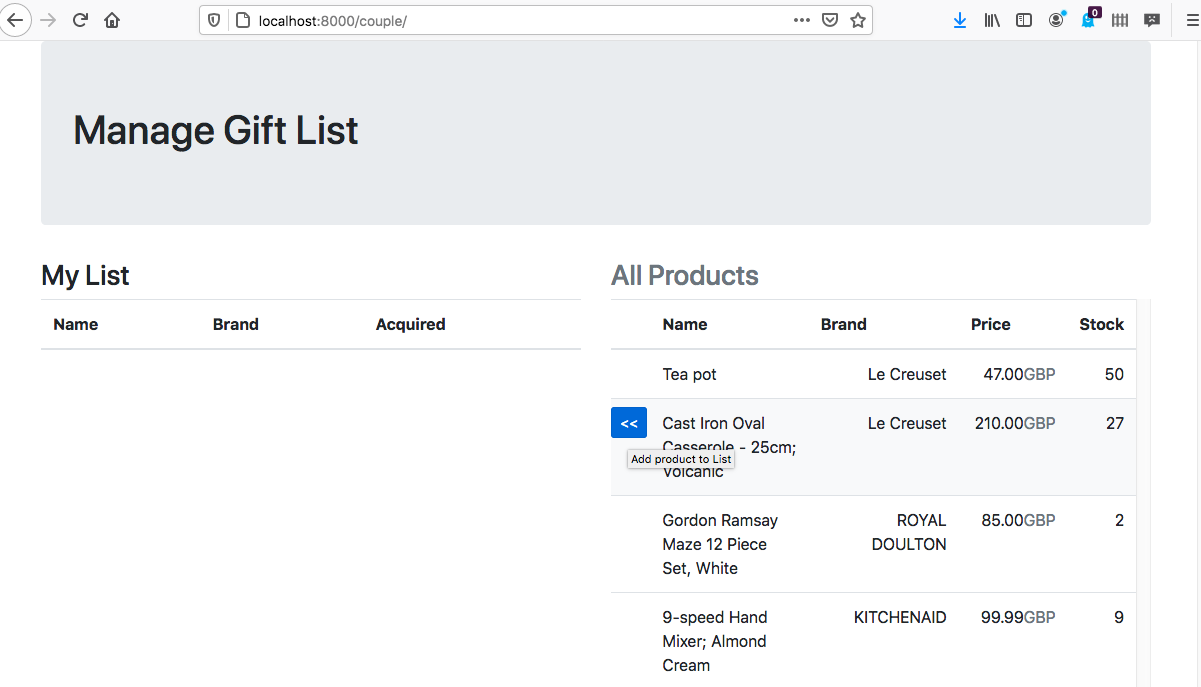 localhost:8000/couple/
0
Manage Gift List
My List
Name Brand Acquired
All Products
Name Brand Price Stock
Tea pot Le Creuset 47.00GBP 50
<< Cast Iron Oval Le Creuset 210.00GBP 27
Casserole - 25cm;
Volcanic
Add product to List
Gordon Ramsay ROYAL 85.00GBP 2
Maze 12 Piece DOULTON
Set, White
9-speed Hand KITCHENAID 99.99GBP 9
Mixer; Almond
Cream